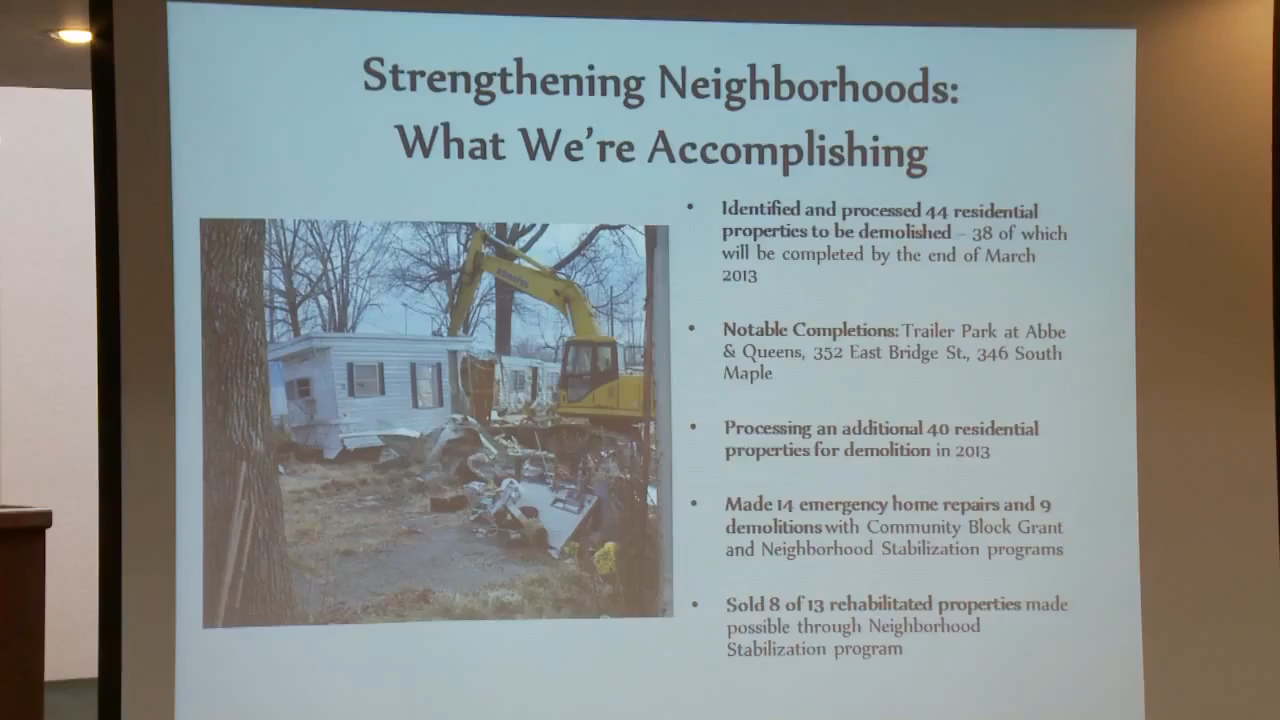 Strengthening Neighborhoods:
What We're Accomplishing
• Identified and processed 44 residential
properties to be demolished – 38 of which
will be completed by the end of March
2013
• Notable Completions: Trailer Park at Abbe
& Queens, 352 East Bridge St., 346 South
Maple
• Processing an additional 40 residential
properties for demolition in 2013
• Made 14 emergency home repairs and 9
demolitions with Community Block Grant
and Neighborhood Stabilization programs
• Sold 8 of 13 rehabilitated properties made
possible through Neighborhood
Stabilization program
KOMATSU